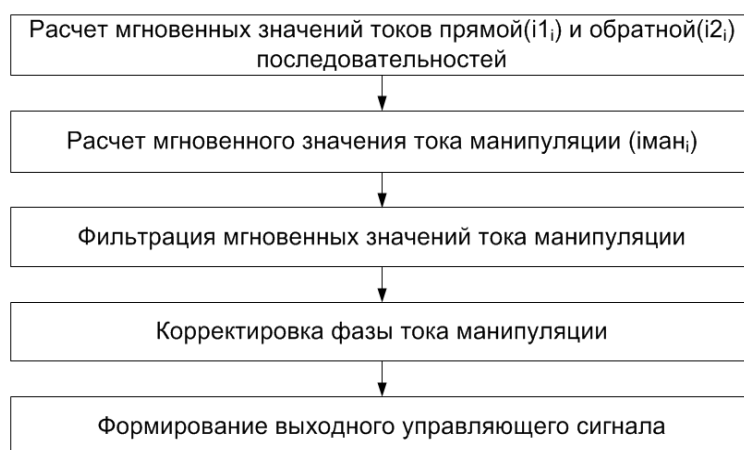 Расчет мгновенных значений токов прямой(i1ᵢ) и обратной(i2ᵢ)
последовательностей
Расчет мгновенного значения тока манипуляции (iманᵢ)
Фильтрация мгновенных значений тока манипуляции
Корректировка фазы тока манипуляции
Формирование выходного управляющего сигнала